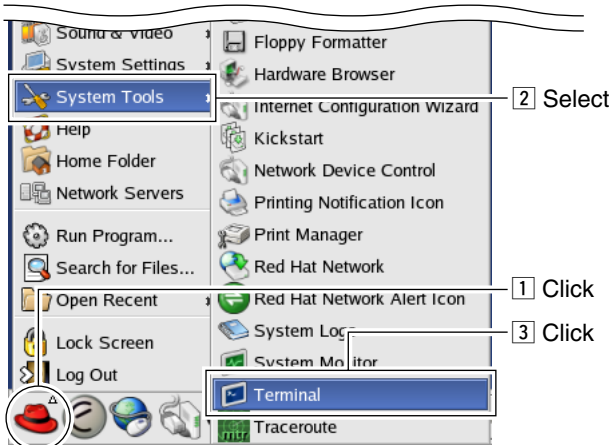 Sound & Video
System Settings
System Tools
Help
Home Folder
Network Servers
Run Program...
Search for Files...
Open Recent
Lock Screen
Log Out
Floppy Formatter
Hardware Browser
Internet Configuration Wizard
Kickstart
Network Device Control
Printing Notification Icon
Print Manager
Red Hat Network
Red Hat Network Alert Icon
System Logs
System Monitor
Terminal
Traceroute
2 Select
1 Click
3 Click